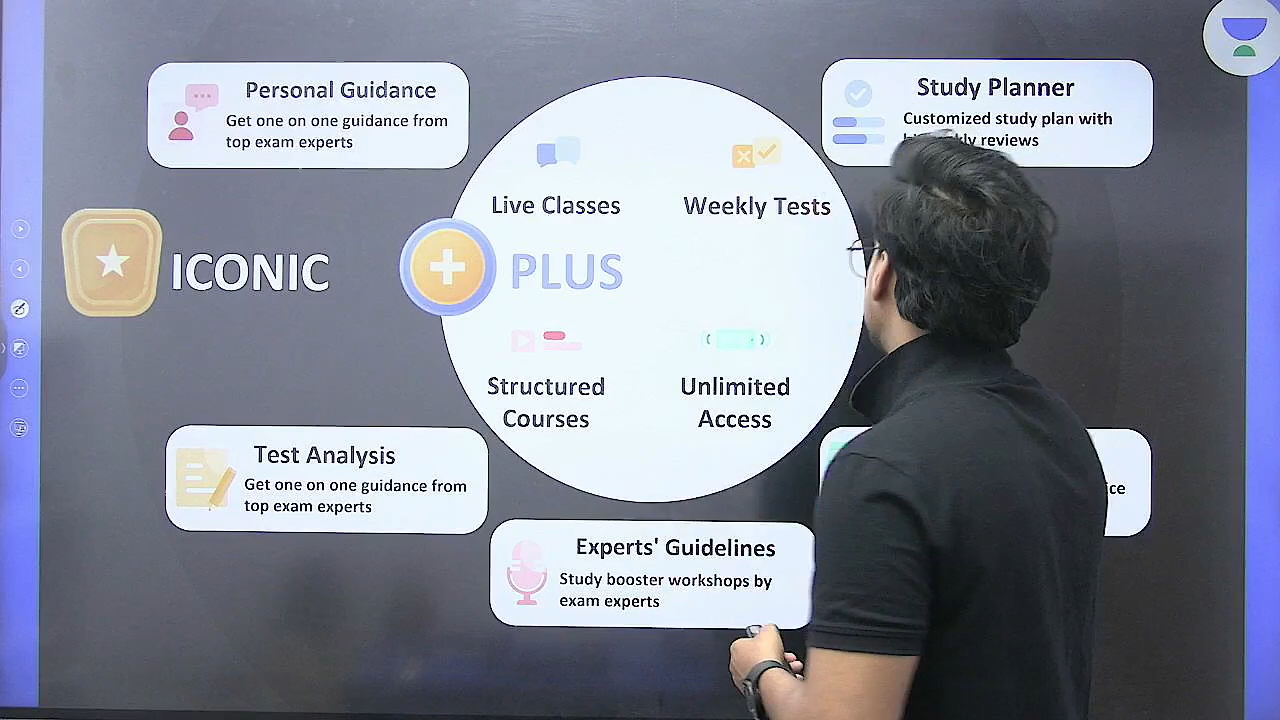 Personal Guidance
Get one on one guidance from
top exam experts
Study Planner
Customized study plan with
reviews
Live Classes
Weekly Tests
ICONIC
PLUS
Structured
Courses
Unlimited
Access
Test Analysis
Get one on one guidance from
top exam experts
Experts' Guidelines
Study booster workshops by
exam experts